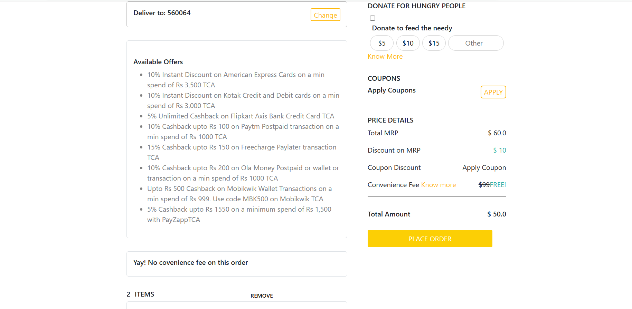 Deliver to: 560064
Change
Available Offers
10% Instant Discount on American Express Cards on a min
spend of Rs 3,500 TCA
10% Instant Discount on Kotak Credit and Debit cards on a min
spend of Rs 3,000 TCA
5% Unlimited Cashback on Flipkart Axis Bank Credit Card TCA
10% Cashback upto Rs 100 on Paytm Postpaid transaction on a
min spend of Rs 1000 TCA
15% Cashback upto Rs 150 on Freecharge Paylater transaction
TCA
10% Cashback upto Rs 200 on Ola Money Postpaid or wallet or
transaction on a min spend of Rs 1000 TCA
Upto Rs 500 Cashback on Mobikwik Wallet Transactions on a
min spend of Rs 999. Use code MBK500 on Mobikwik TCA
5% Cashback upto Rs 1550 on a minimum spend of Rs 1,500
with PayZappTCA
Yay! No covenience fee on this order
2 ITEMS
REMOVE
DONATE FOR HUNGRY PEOPLE
Donate to feed the needy
$5 $10 $15 Other
Know More
COUPONS
Apply Coupons
APPLY
PRICE DETAILS
Total MRP $ 60.0
Discount on MRP $ 10
Coupon Discount Apply Coupon
Convenience Fee Know more $99FREE!
Total Amount $ 50.0
PLACE ORDER